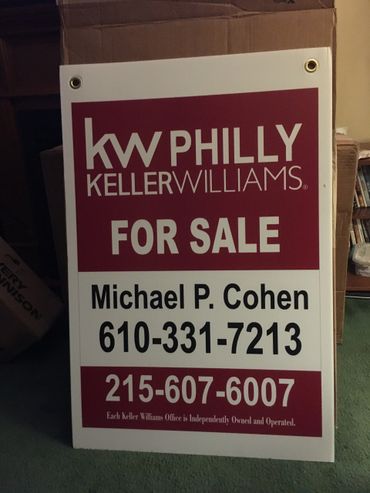 kw PHILLY
KELLERWILLIAMS®
FOR SALE
Michael P. Cohen
610-331-7213
215-607-6007
Each Keller Williams Office is Independently Owned and Operated.